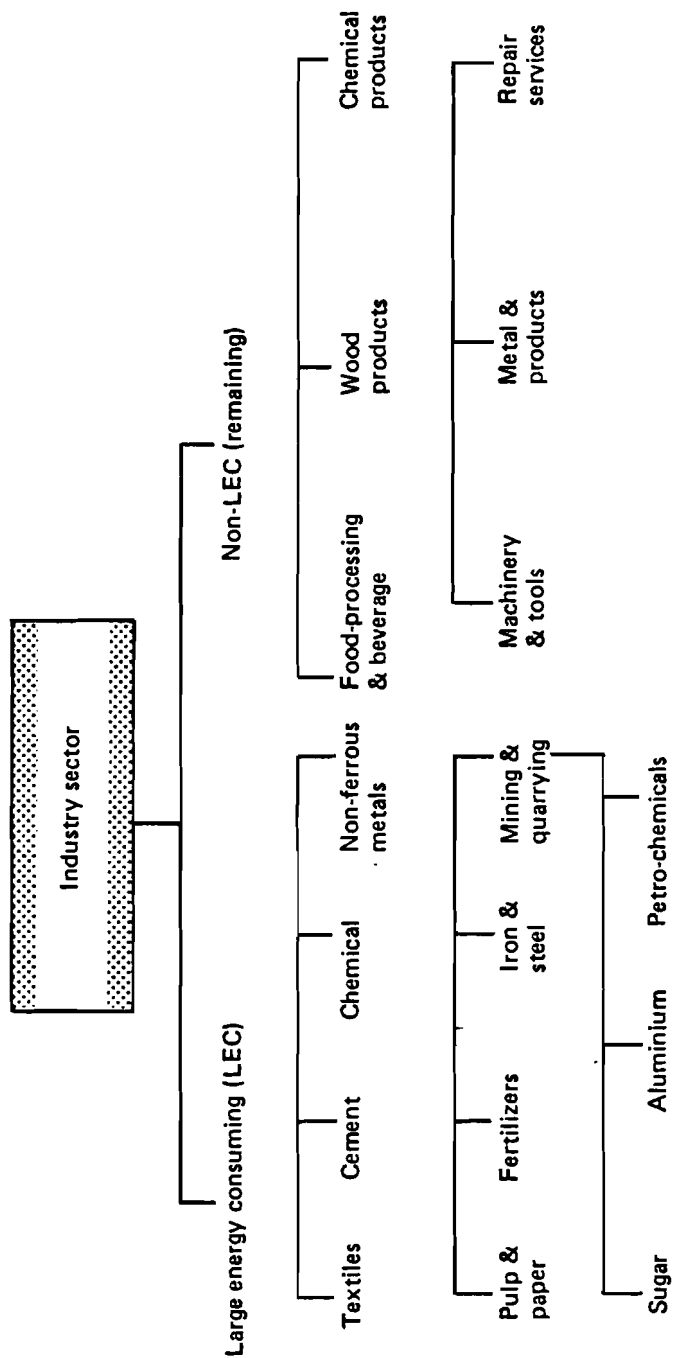 Industry sector
Large energy consuming (LEC)
Non-LEC (remaining)
Textiles
Cement
Chemical
Non-ferrous
metals
Food-processing
& beverage
Wood
products
Chemical
products
Pulp &
paper
Fertilizers
Iron &
steel
Mining &
quarrying
Machinery
& tools
Metal &
products
Repair
services
Sugar
Aluminium
Petro-chemicals